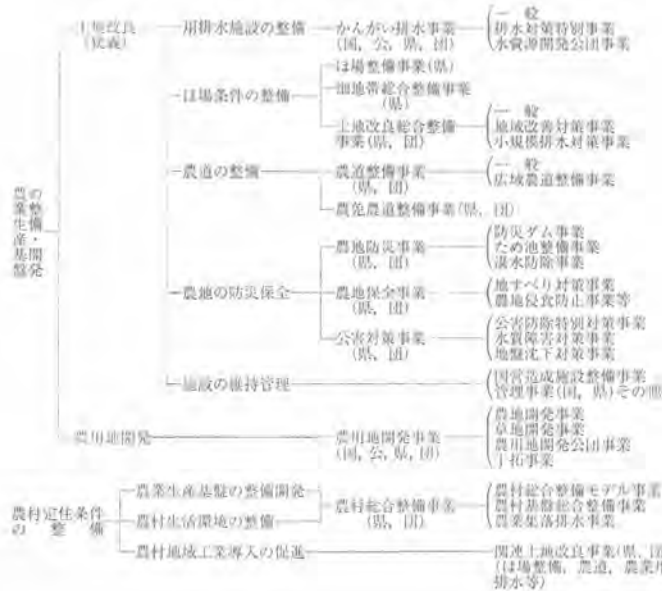 土地改良 用排水施設の整備 かんがい排水事業 一般
(狭義) (国, 公, 県, 団) 排水対策特別事業
水資源開発公団事業
ほ場条件の整備 ほ場整備事業(県)
畑地帯総合整備事業
(県)
土地改良総合整備 一般
事業(県, 団) 地域改善対策事業
小規模排水対策事業
農道の整備 農道整備事業 一般
(県, 団) 広域農道整備事業
農免農道整備事業(県, 団)
農業生産基盤
の整備・開発
農地の防災保全 農地防災事業 防災ダム事業
(県, 団) ため池整備事業
湛水防除事業
農地保全事業 地すべり対策事業
(県, 団) 農地侵食防止事業等
公害対策事業 公害防除特別対策事業
(県, 団) 水質障害対策事業
地盤沈下対策事業
施設の維持管理 国営造成施設整備事業
管理事業(国, 県)その他
農用地開発 農用地開発事業 農地開発事業
(国, 公, 県, 団) 草地開発事業
農用地開発公団事業
干拓事業
農村定住条件 農業生産基盤の整備開発 農村総合整備事業 農村総合整備モデル事業
の整備 農村生活環境の整備 (県, 団) 農村基盤総合整備事業
農業集落排水事業
農村地域工業導入の促進 関連土地改良事業(県, 団
(ほ場整備, 農道, 農業用
排水等)